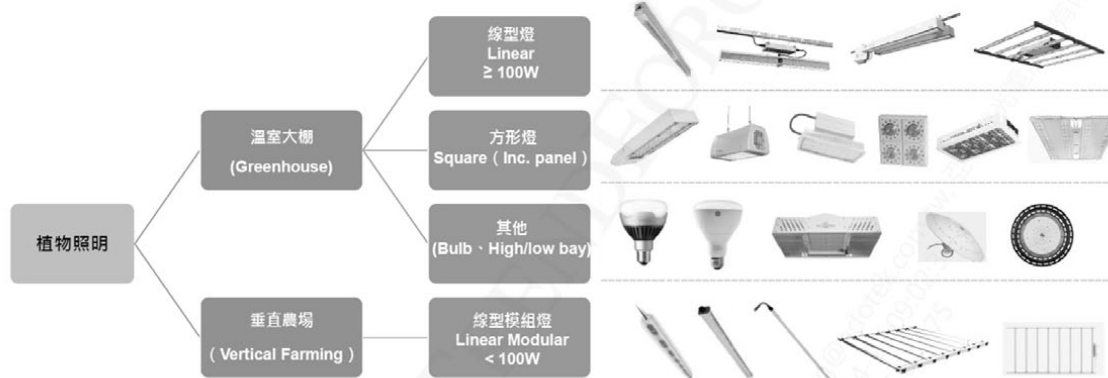 植物照明
溫室大棚
(Greenhouse)
垂直農場
( Vertical Farming )
線型燈
Linear
≥ 100W
方形燈
Square ( Inc. panel )
其他
(Bulb、High/low bay)
線型模組燈
Linear Modular
< 100W